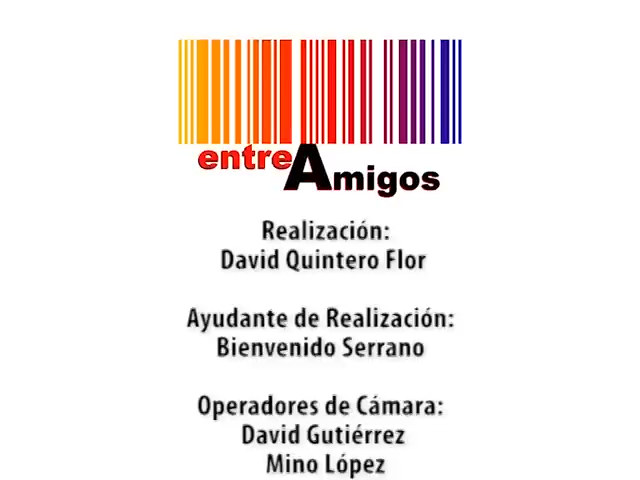 entreAmigos
Realización:
David Quintero Flor
Ayudante de Realización:
Bienvenido Serrano
Operadores de Cámara:
David Gutiérrez
Mino López